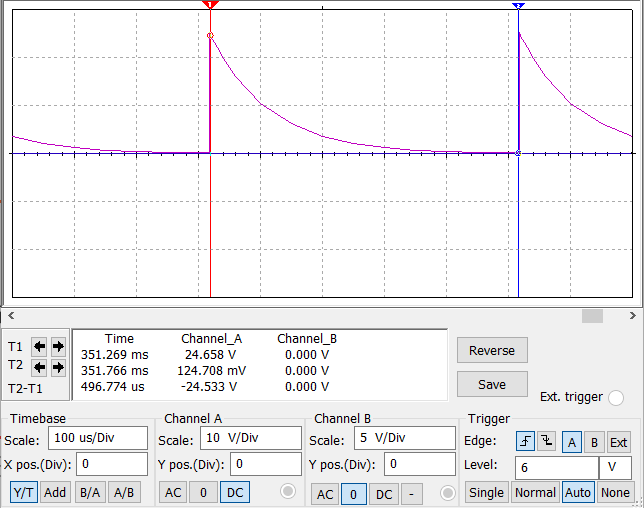 1 2
Time Channel_A Channel_B
T1 351.269 ms 24.658 V 0.000 V
T2 351.766 ms 124.708 mV 0.000 V
T2-T1 496.774 us -24.533 V 0.000 V
Reverse
Save
Ext. trigger
Timebase
Scale: 100 us/Div
X pos.(Div): 0
Y/T Add B/A A/B
Channel A
Scale: 10 V/Div
Y pos.(Div): 0
AC 0 DC
Channel B
Scale: 5 V/Div
Y pos.(Div): 0
AC 0 DC -
Trigger
Edge: A B Ext
Level: 6 V
Single Normal Auto None